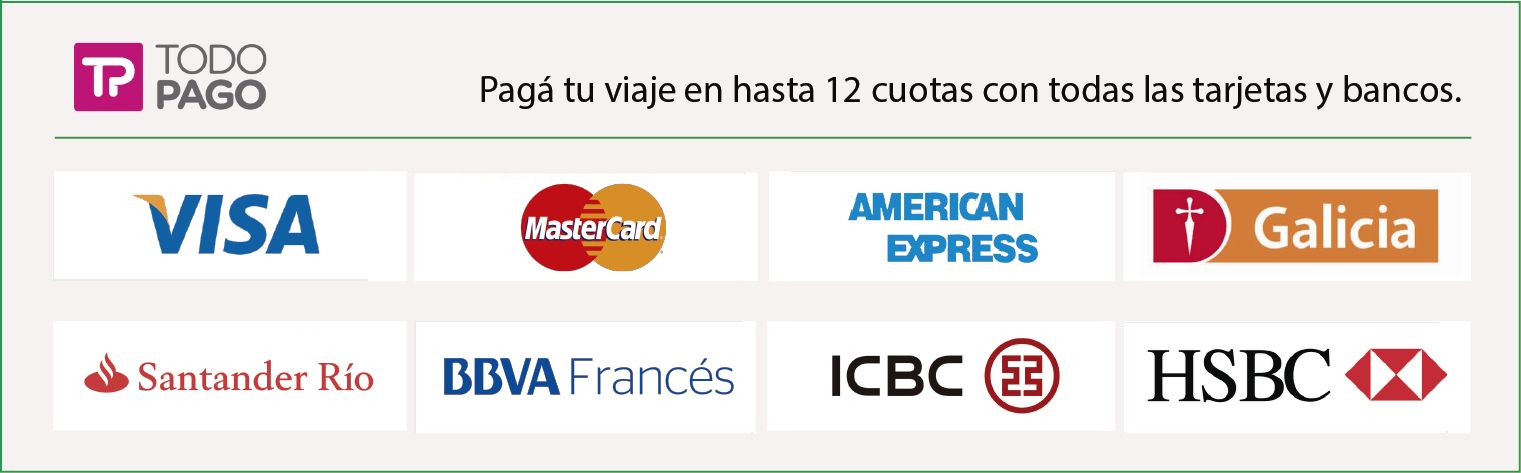 TP TODO
PAGO
Pagá tu viaje en hasta 12 cuotas con todas las tarjetas y bancos.
VISA
MasterCard
AMERICAN
EXPRESS
Galicia
Santander Río
BBVA Francés
ICBC
HSBC